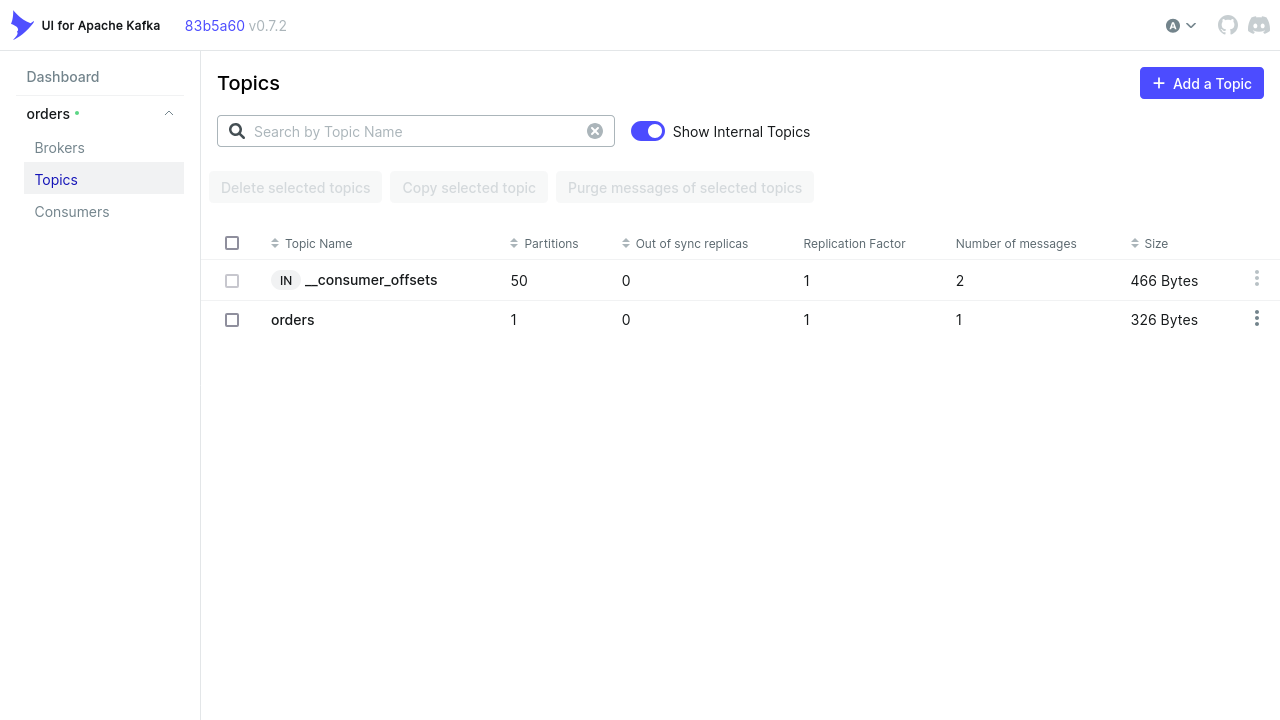 UI for Apache Kafka 83b5a60 v0.7.2 A
Dashboard
orders
Brokers
Topics
Consumers
Topics
Add a Topic
Search by Topic Name
Show Internal Topics
Delete selected topics Copy selected topic Purge messages of selected topics
Topic Name Partitions Out of sync replicas Replication Factor Number of messages Size
IN __consumer_offsets 50 0 1 2 466 Bytes
orders 1 0 1 1 326 Bytes